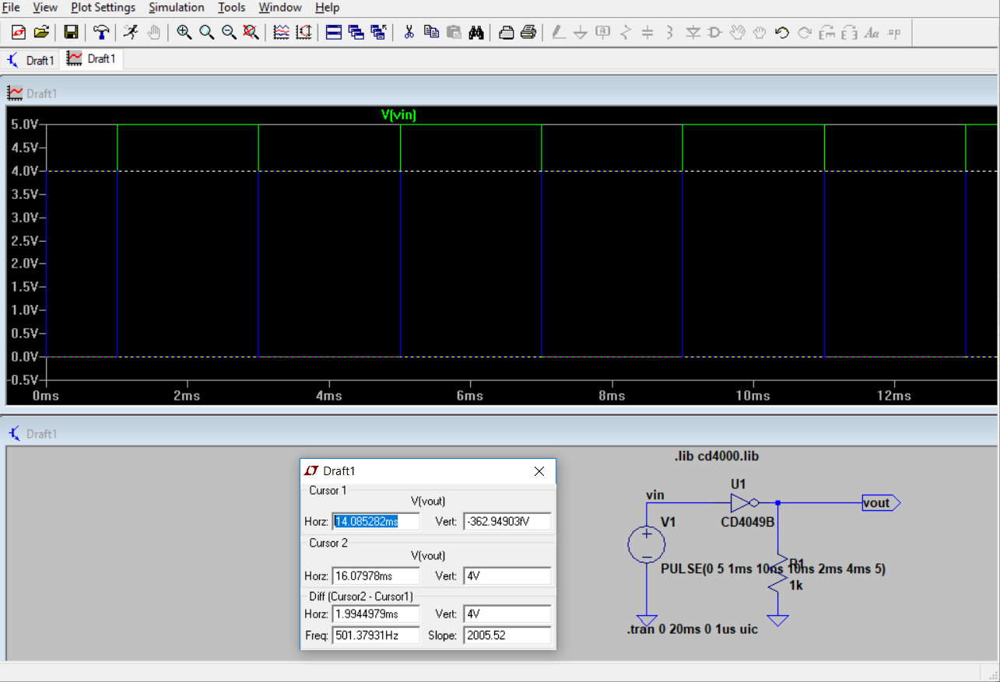 File View Plot Settings Simulation Tools Window Help
Draft1 Draft1
Draft1
V(vin)
5.0V
4.5V
4.0V
3.5V
3.0V
2.5V
2.0V
1.5V
1.0V
0.5V
0.0V
-0.5V
0ms 2ms 4ms 6ms 8ms 10ms 12ms
Draft1
Draft1
Cursor 1
V(vout)
Horz: 14.085282ms Vert: -362.94903fV
Cursor 2
V(vout)
Horz: 16.07978ms Vert: 4V
Diff (Cursor2 - Cursor1)
Horz: 1.9944979ms Vert: 4V
Freq: 501.37931Hz Slope: 2005.52
.lib cd4000.lib
U1
vin
vout
V1
CD4049B
R1
PULSE(0 5 1ms 10ns 10ns 2ms 4ms 5)
1k
.tran 0 20ms 0 1us uic